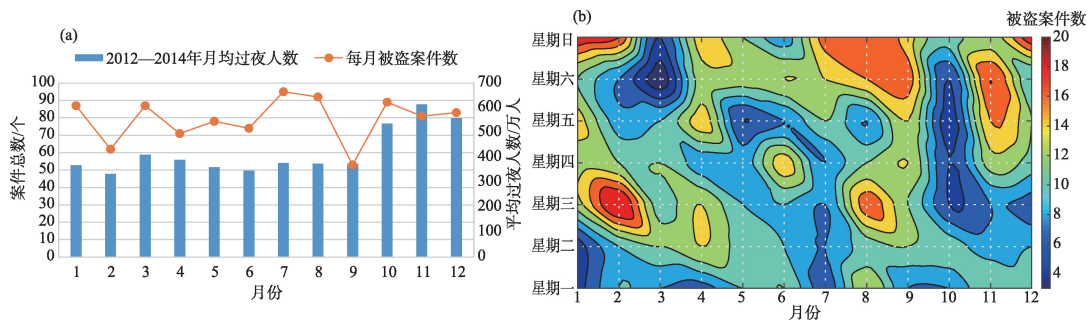 (a)
2012—2014年月均过夜人数 每月被盗案件数
案件总数/个
100
90
80
70
60
50
40
30
20
10
0
700
600
500
400
300
200
100
0
平均过夜人数/万人
1 2 3 4 5 6 7 8 9 10 11 12
月份
(b)
被盗案件数
星期日
星期六
星期五
星期四
星期三
星期二
星期一
1 2 3 4 5 6 7 8 9 10 11 12
月份
20
18
16
14
12
10
8
6
4